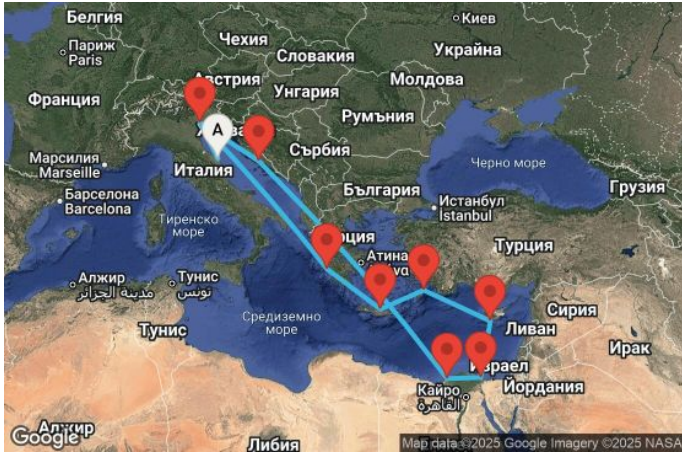 Белгия
Киев
Париж
Paris
Чехия
Словакия
Украйна
Австрия
Молдова
Франция
Унгария
Румъния
A
Марсилия
Marseille
Италия
Сърбия
Черно море
Грузия
Барселона
Barcelona
България
Истанбул
İstanbul
Тиренско
море
Атина
Турция
Алжир
مدينة الجزائر
Тунис
تونس
Средиземно
море
Тунис
Сирия
Ливан
Ирак
Израел
Йордания
Кайро
القاهرة
Алжир
Либия
Google
Map data ©2025 Google Imagery ©2025 NASA